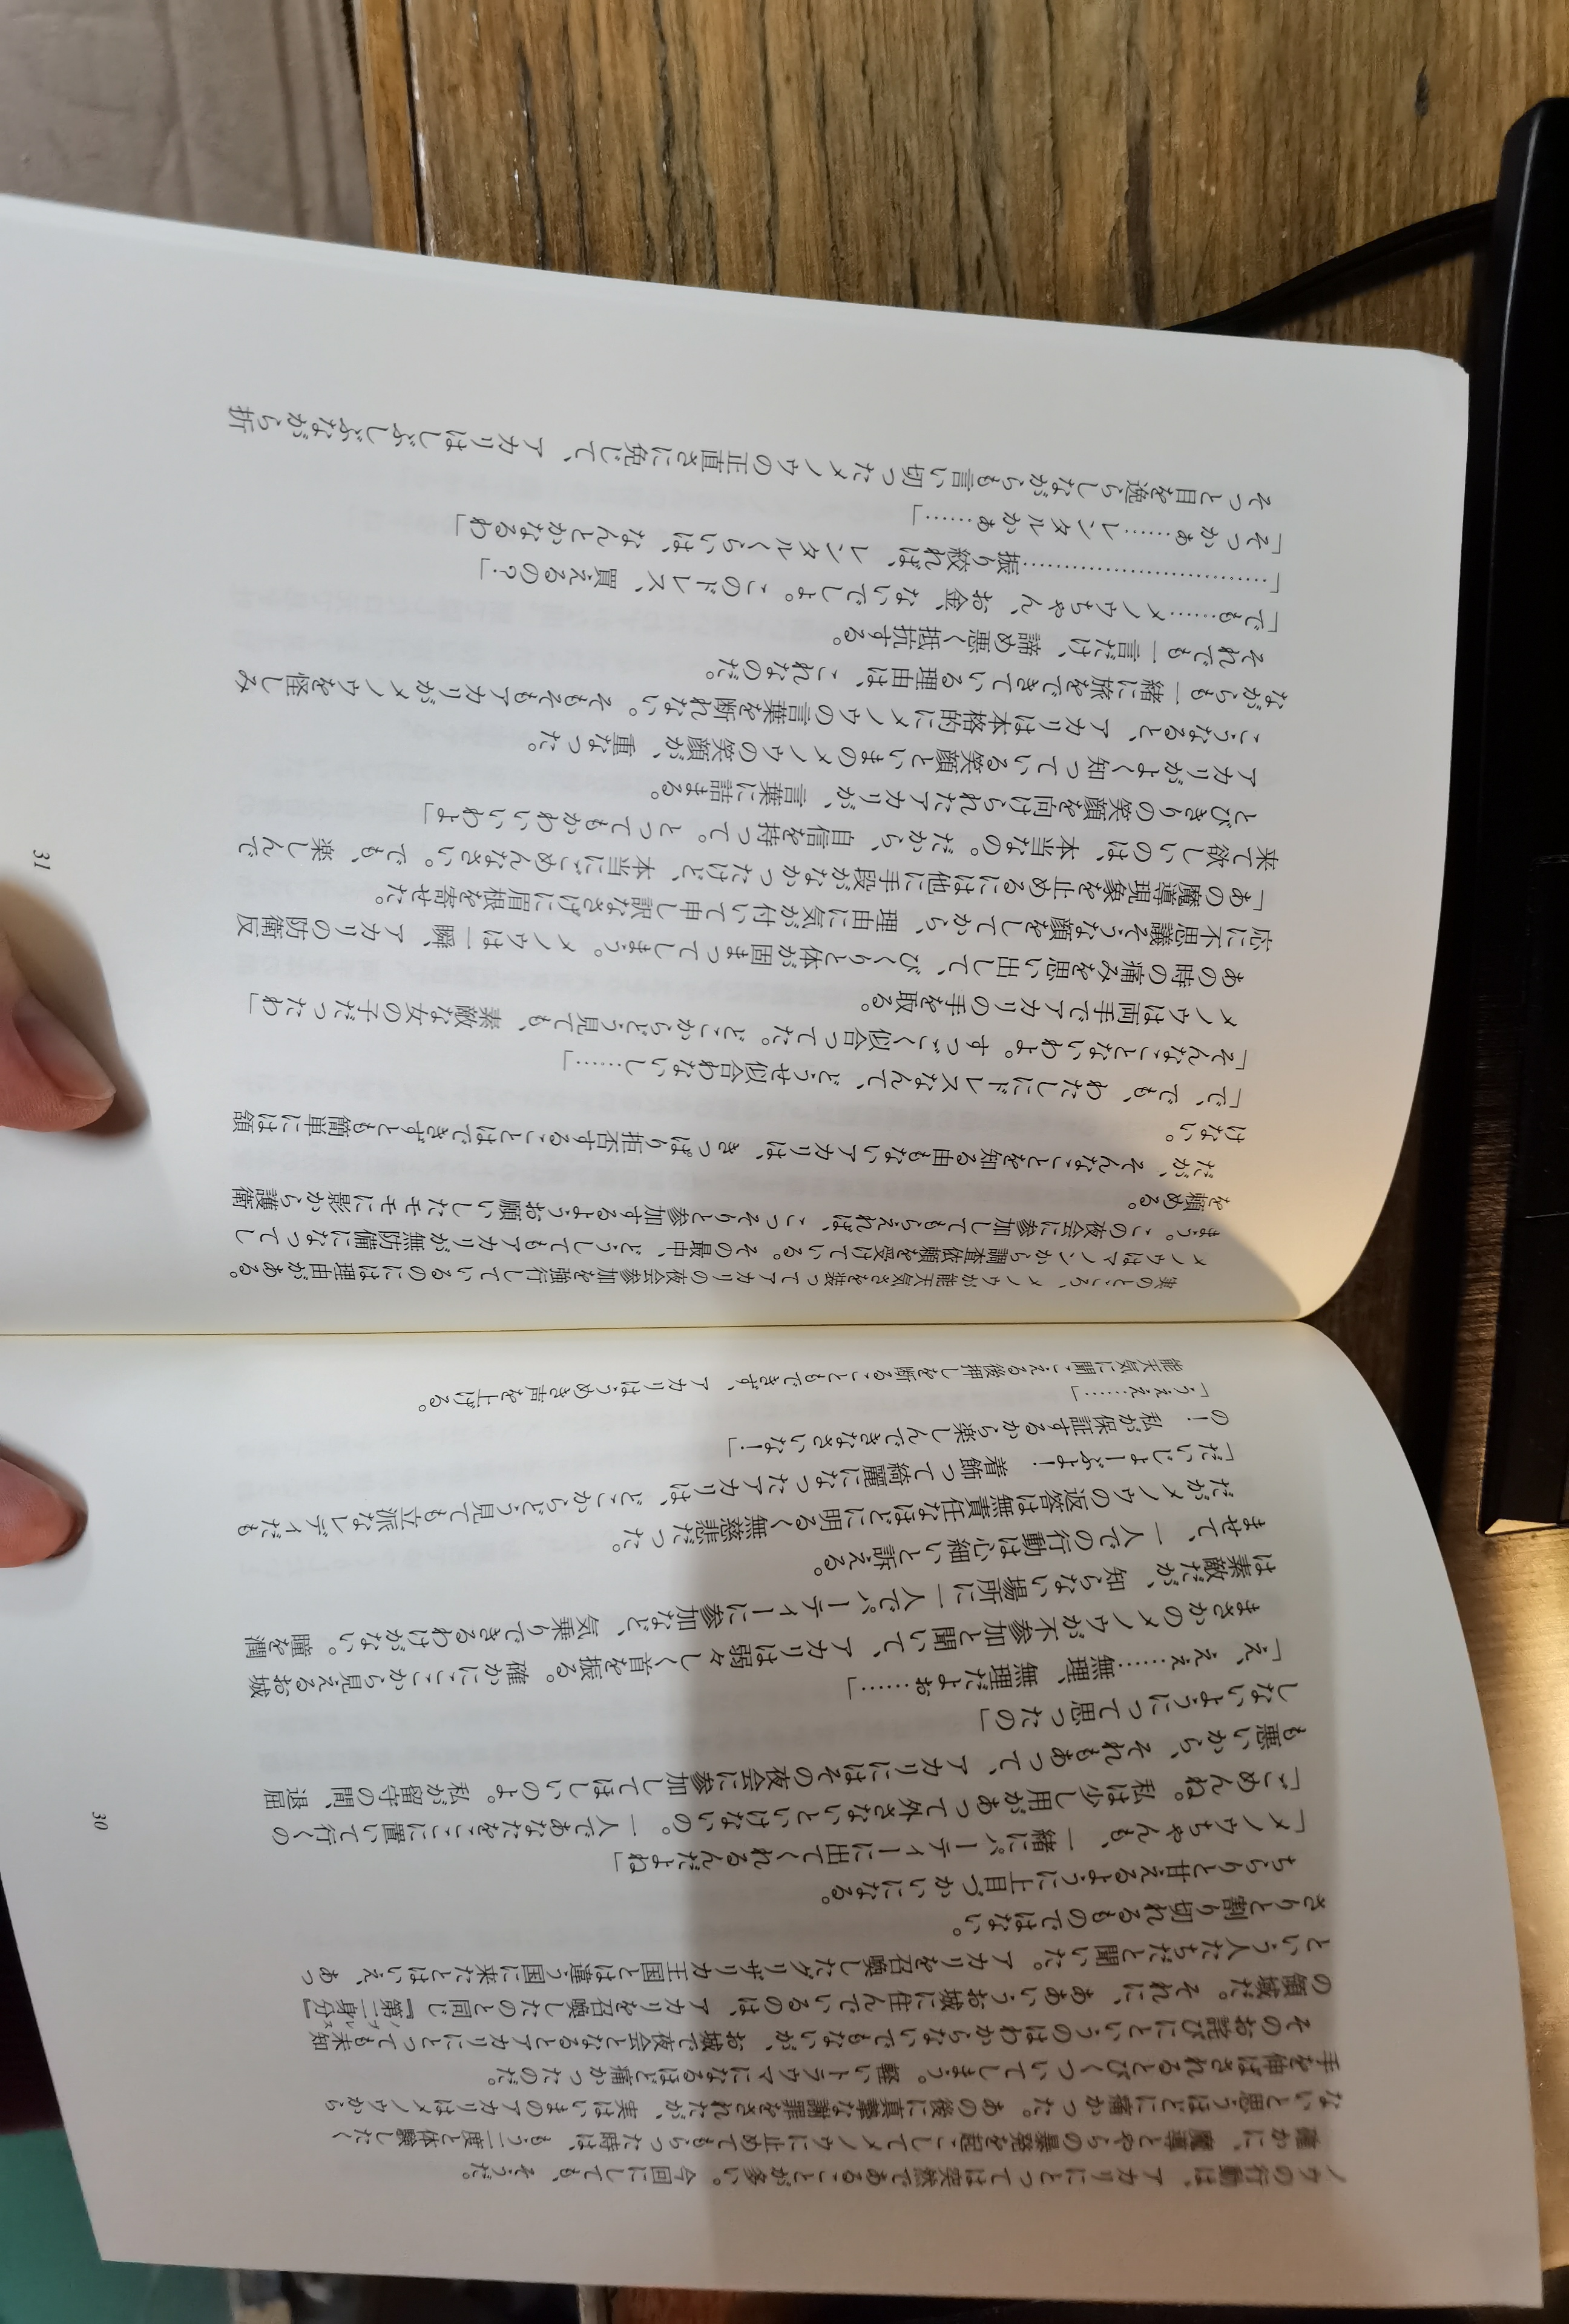 ノウの行動は、アカリにとっては突然であることが多い。今回にしても、そうだ。
確かに、魔導とやらの暴発を起こしてメノウに止めてもらった時は、もう二度と体験したく
ないと思うほどに痛かった。あの後に真摯な謝罪をされたが、実はいまのアカリはメノウから
手を伸ばされるとびくついてしまう。軽いトラウマになるほど痛かったのだ。
そのお詫びにというのはわからないでもないが、お城で夜会となるとアカリにとっても未知
の領域だ。それに、ああいうお城に住んでいるのは、アカリを召喚したのと同じ『第二身分』
ノブレス
という人たちだと聞いた。アカリを召喚したグリザリカ王国とは違う国に来たとはいえ、あっ
さりと割り切れるものではない。
ちらりと甘えるように上目づかいになる。
「メノウちゃんも、一緒にパーティーに出てくれるんだよね」
「ごめんね。私は少し用があって外さないといけないの。一人であなたをここに置いて行くの
も悪いから、それもあって、アカリにはその夜会に参加してほしいのよ。私が留守の間、退屈
しないようにって思ったの」
「え、ええ……無理、無理だよぉ……」
まさかのメノウが不参加と聞いて、アカリは弱々しく首を振る。確かにここから見えるお城
は素敵だが、知らない場所に一人でパーティーに参加など、気乗りできるわけがない。瞳を潤
ませて、一人での行動は心細いと訴える。
だがメノウの返答は無責任なほどに明るく無慈悲だった。
「だいじょーぶよ！　着飾って綺麗になったアカリは、どこからどう見ても立派なレディだも
の！　私が保証するから楽しんできなさいな！」
「うぇえ……」
能天気に聞こえる後押しを断ることもできず、アカリはうめき声を上げる。
30
実のところ、メノウが能天気さを装ってアカリの夜会参加を強行しているのには理由がある。
メノウはマノンから調査依頼を受けている。その最中、どうしてもアカリが無防備になってし
まう。この夜会に参加してもらえれば、こっそりと参加するようお願いしたモモに影から護衛
を頼める。
だが、そんなことを知る由もないアカリは、きっぱり拒否することはできずとも簡単には頷
けない。
「で、でも、わたしにドレスなんて、どうせ似合わないし……」
「そんなことないわよ。すっごく似合ってた。どこからどう見ても、素敵な女の子だったわ」
メノウは両手でアカリの手を取る。
あの時の痛みを思い出して、びくりと体が固まってしまう。メノウは一瞬、アカリの防衛反
応に不思議そうな顔をしてから、理由に気が付いて申し訳なさげに眉根を寄せた。
「あの魔導現象を止めるには他に手段がなかったけど、本当にごめんなさい。でも、楽しんで
来て欲しいのは、本当なの。だから、自信を持って。とってもかわいいわよ」
とびきりの笑顔を向けられたアカリが、言葉に詰まる。
アカリがよく知っている笑顔といまのメノウの笑顔が、重なった。
こうなると、アカリは本格的にメノウの言葉を断れない。そもそもアカリがメノウを怪しみ
ながらも一緒に旅をできている理由は、これなのだ。
それでも一言だけ、諦め悪く抵抗する。
「でも……メノウちゃん、お金、ないでしょ。このドレス、買えるの？」
「……………………振り絞れば、レンタルくらいは、なんとかなるわ」
「そっかぁ……レンタルかぁ……」
そっと目を逸らしながらも言い切ったメノウの正直さに免じて、アカリはしぶしぶながら折
31